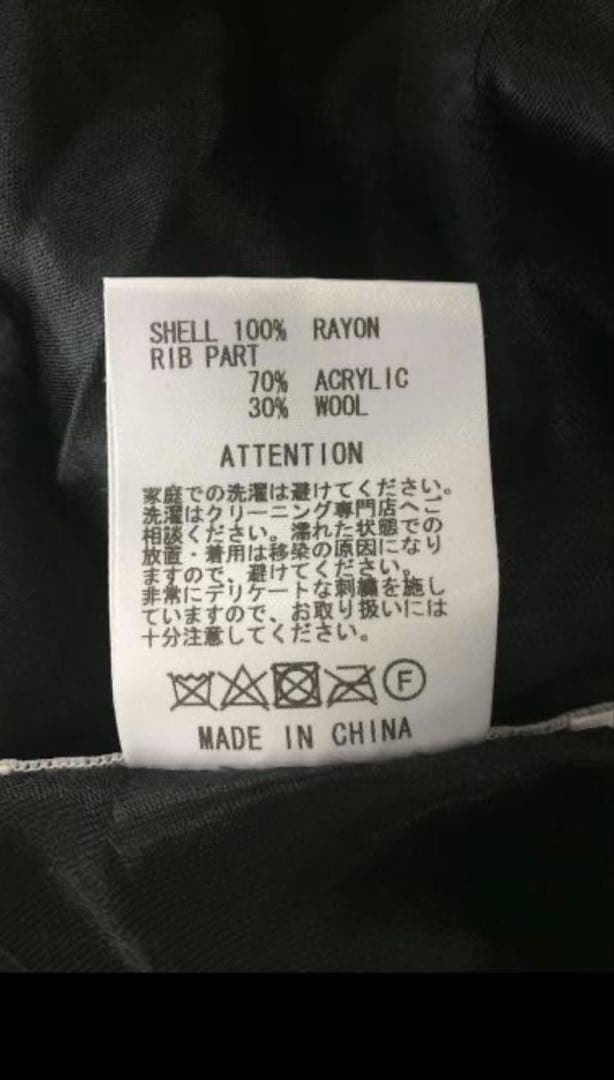 SHELL 100% RAYON
RIB PART
70% ACRYLIC
30% WOOL
ATTENTION
家庭での洗濯は避けてください。
洗濯はクリーニング専門店へご
相談ください。濡れた状態での
放置・着用は移染の原因になり
ますので、避けてください。
非常にデリケートな刺繍を施し
ていますので、お取り扱いには
十分注意してください。
F
MADE IN CHINA